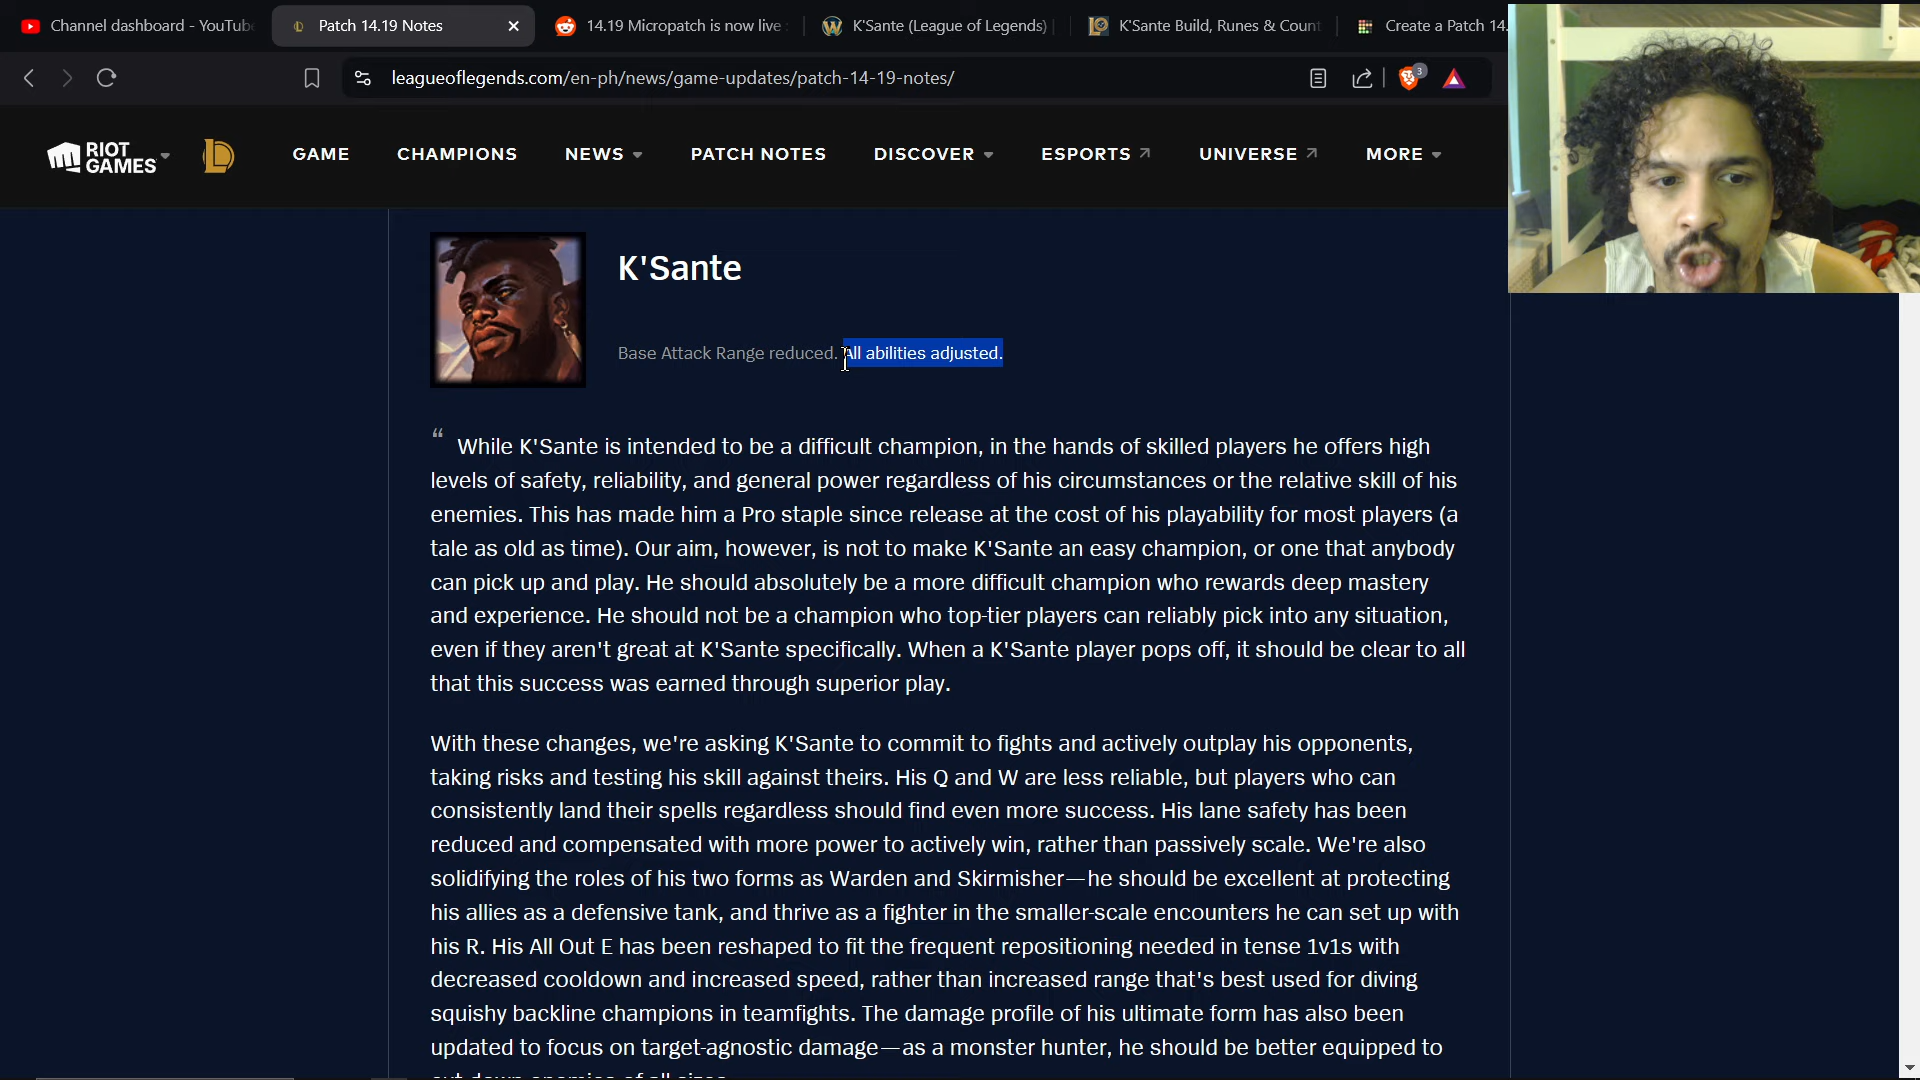 Channel dashboard - YouTube
Patch 14.19 Notes
14.19 Micropatch is now live
K'Sante (League of Legends)
K'Sante Build, Runes & Count
Create a Patch 14.
leagueoflegends.com/en-ph/news/game-updates/patch-14-19-notes/
3
RIOT GAMES
GAME
CHAMPIONS
NEWS
PATCH NOTES
DISCOVER
ESPORTS
UNIVERSE
MORE
K'Sante
Base Attack Range reduced. All abilities adjusted.
“ While K'Sante is intended to be a difficult champion, in the hands of skilled players he offers high
levels of safety, reliability, and general power regardless of his circumstances or the relative skill of his
enemies. This has made him a Pro staple since release at the cost of his playability for most players (a
tale as old as time). Our aim, however, is not to make K'Sante an easy champion, or one that anybody
can pick up and play. He should absolutely be a more difficult champion who rewards deep mastery
and experience. He should not be a champion who top-tier players can reliably pick into any situation,
even if they aren't great at K'Sante specifically. When a K'Sante player pops off, it should be clear to all
that this success was earned through superior play.
With these changes, we're asking K'Sante to commit to fights and actively outplay his opponents,
taking risks and testing his skill against theirs. His Q and W are less reliable, but players who can
consistently land their spells regardless should find even more success. His lane safety has been
reduced and compensated with more power to actively win, rather than passively scale. We're also
solidifying the roles of his two forms as Warden and Skirmisher—he should be excellent at protecting
his allies as a defensive tank, and thrive as a fighter in the smaller-scale encounters he can set up with
his R. His All Out E has been reshaped to fit the frequent repositioning needed in tense 1v1s with
decreased cooldown and increased speed, rather than increased range that's best used for diving
squishy backline champions in teamfights. The damage profile of his ultimate form has also been
updated to focus on target-agnostic damage—as a monster hunter, he should be better equipped to
cut down enemies of all sizes.